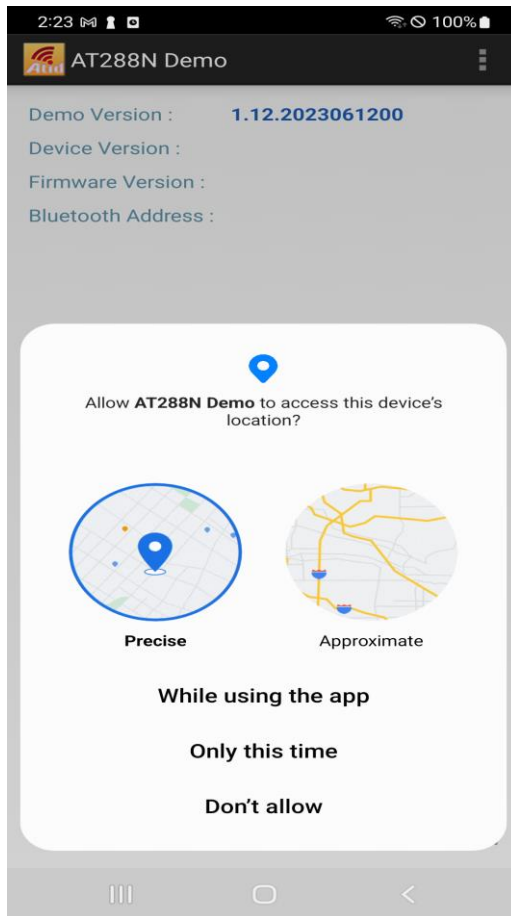 2:23 100%
Atid AT288N Demo
Demo Version : 1.12.2023061200
Device Version :
Firmware Version :
Bluetooth Address :
Allow AT288N Demo to access this device's
location?
Precise Approximate
While using the app
Only this time
Don't allow